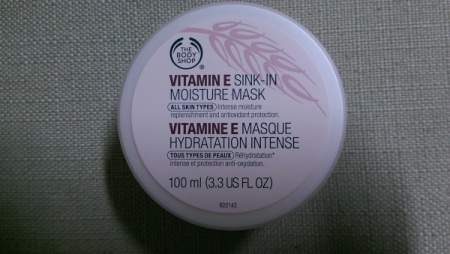 THE
BODY
SHOP
®
VITAMIN E SINK-IN
MOISTURE MASK
ALL SKIN TYPES Intense moisture
replenishment and antioxidant protection.
VITAMINE E MASQUE
HYDRATATION INTENSE
TOUS TYPES DE PEAUX Réhydratation*
intense et protection anti-oxydation.
100 ml (3.3 US FL OZ)